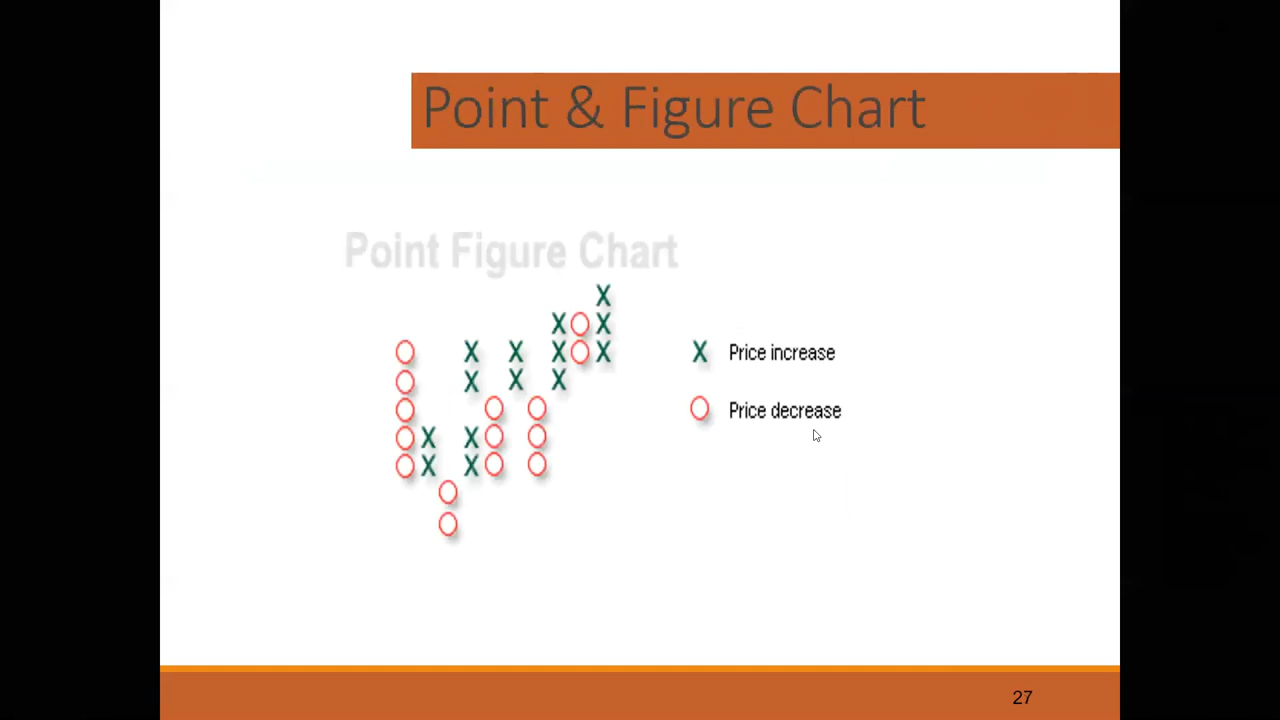 Point & Figure Chart
Point Figure Chart
X
X O X
O X X X O X
O X X X
O O O
O X X O O
O X X O O
O
O
X Price increase
O Price decrease
27